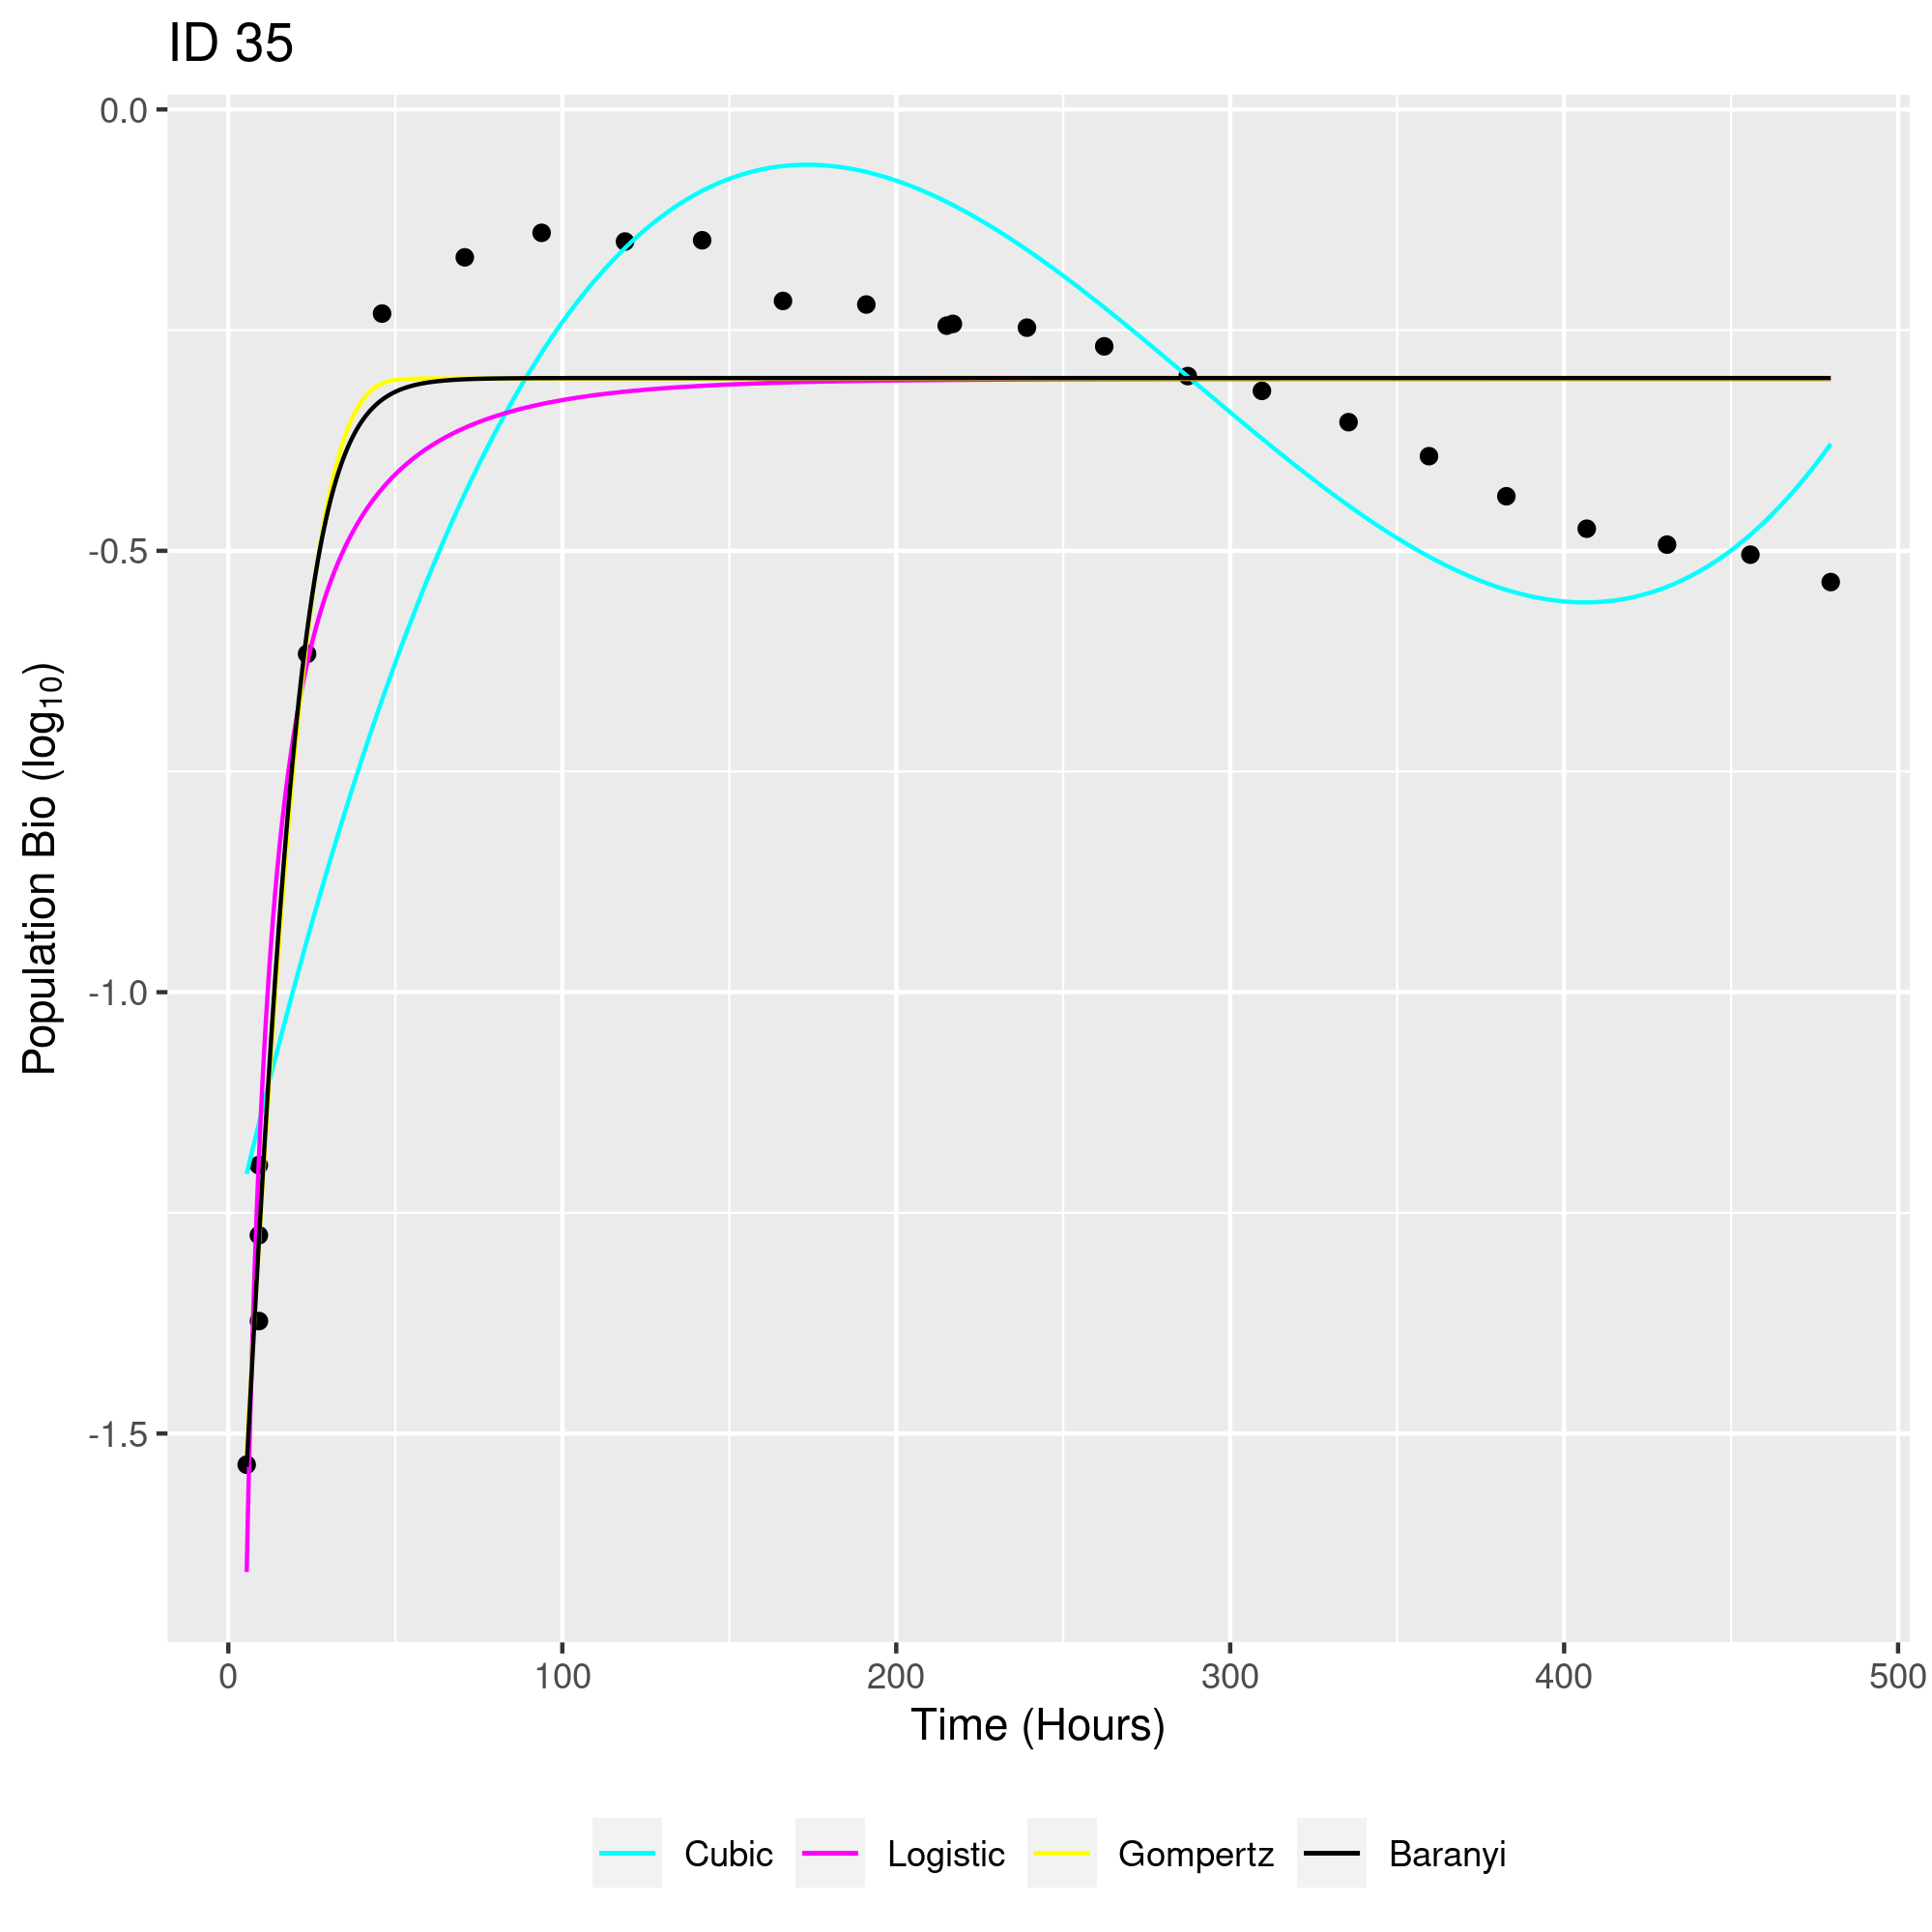 ID 35
0.0
-0.5
-1.0
-1.5
Population Bio (log₁₀)
0 100 200 300 400 500
Time (Hours)
Cubic Logistic Gompertz Baranyi